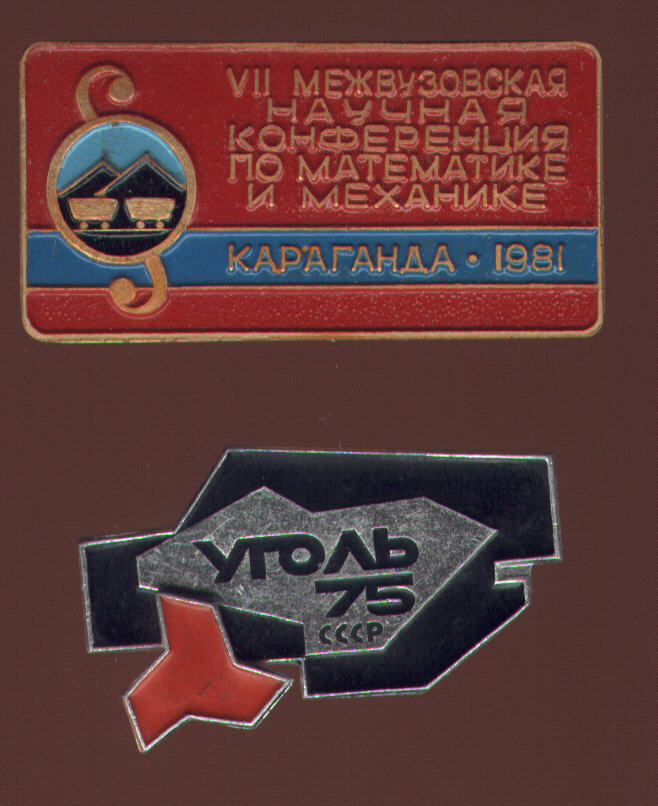 VII МЕЖВУЗОВСКАЯ
НАУЧНАЯ
КОНФЕРЕНЦИЯ
ПО МАТЕМАТИКЕ
И МЕХАНИКЕ
КАРАГАНДА • 1981
УГОЛЬ
75
СССР